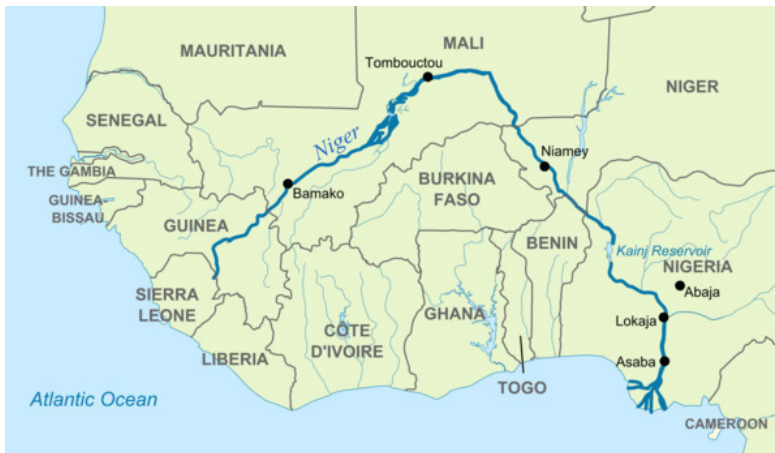 MAURITANIA
MALI
Tombouctou
NIGER
SENEGAL
Niger
Niamey
THE GAMBIA
Bamako
BURKINA
FASO
GUINEA-
BISSAU
GUINEA
BENIN
Kainj Reservoir
NIGERIA
Abaja
SIERRA
LEONE
GHANA
Lokaja
CÔTE
D'IVOIRE
LIBERIA
Asaba
TOGO
Atlantic Ocean
CAMEROON